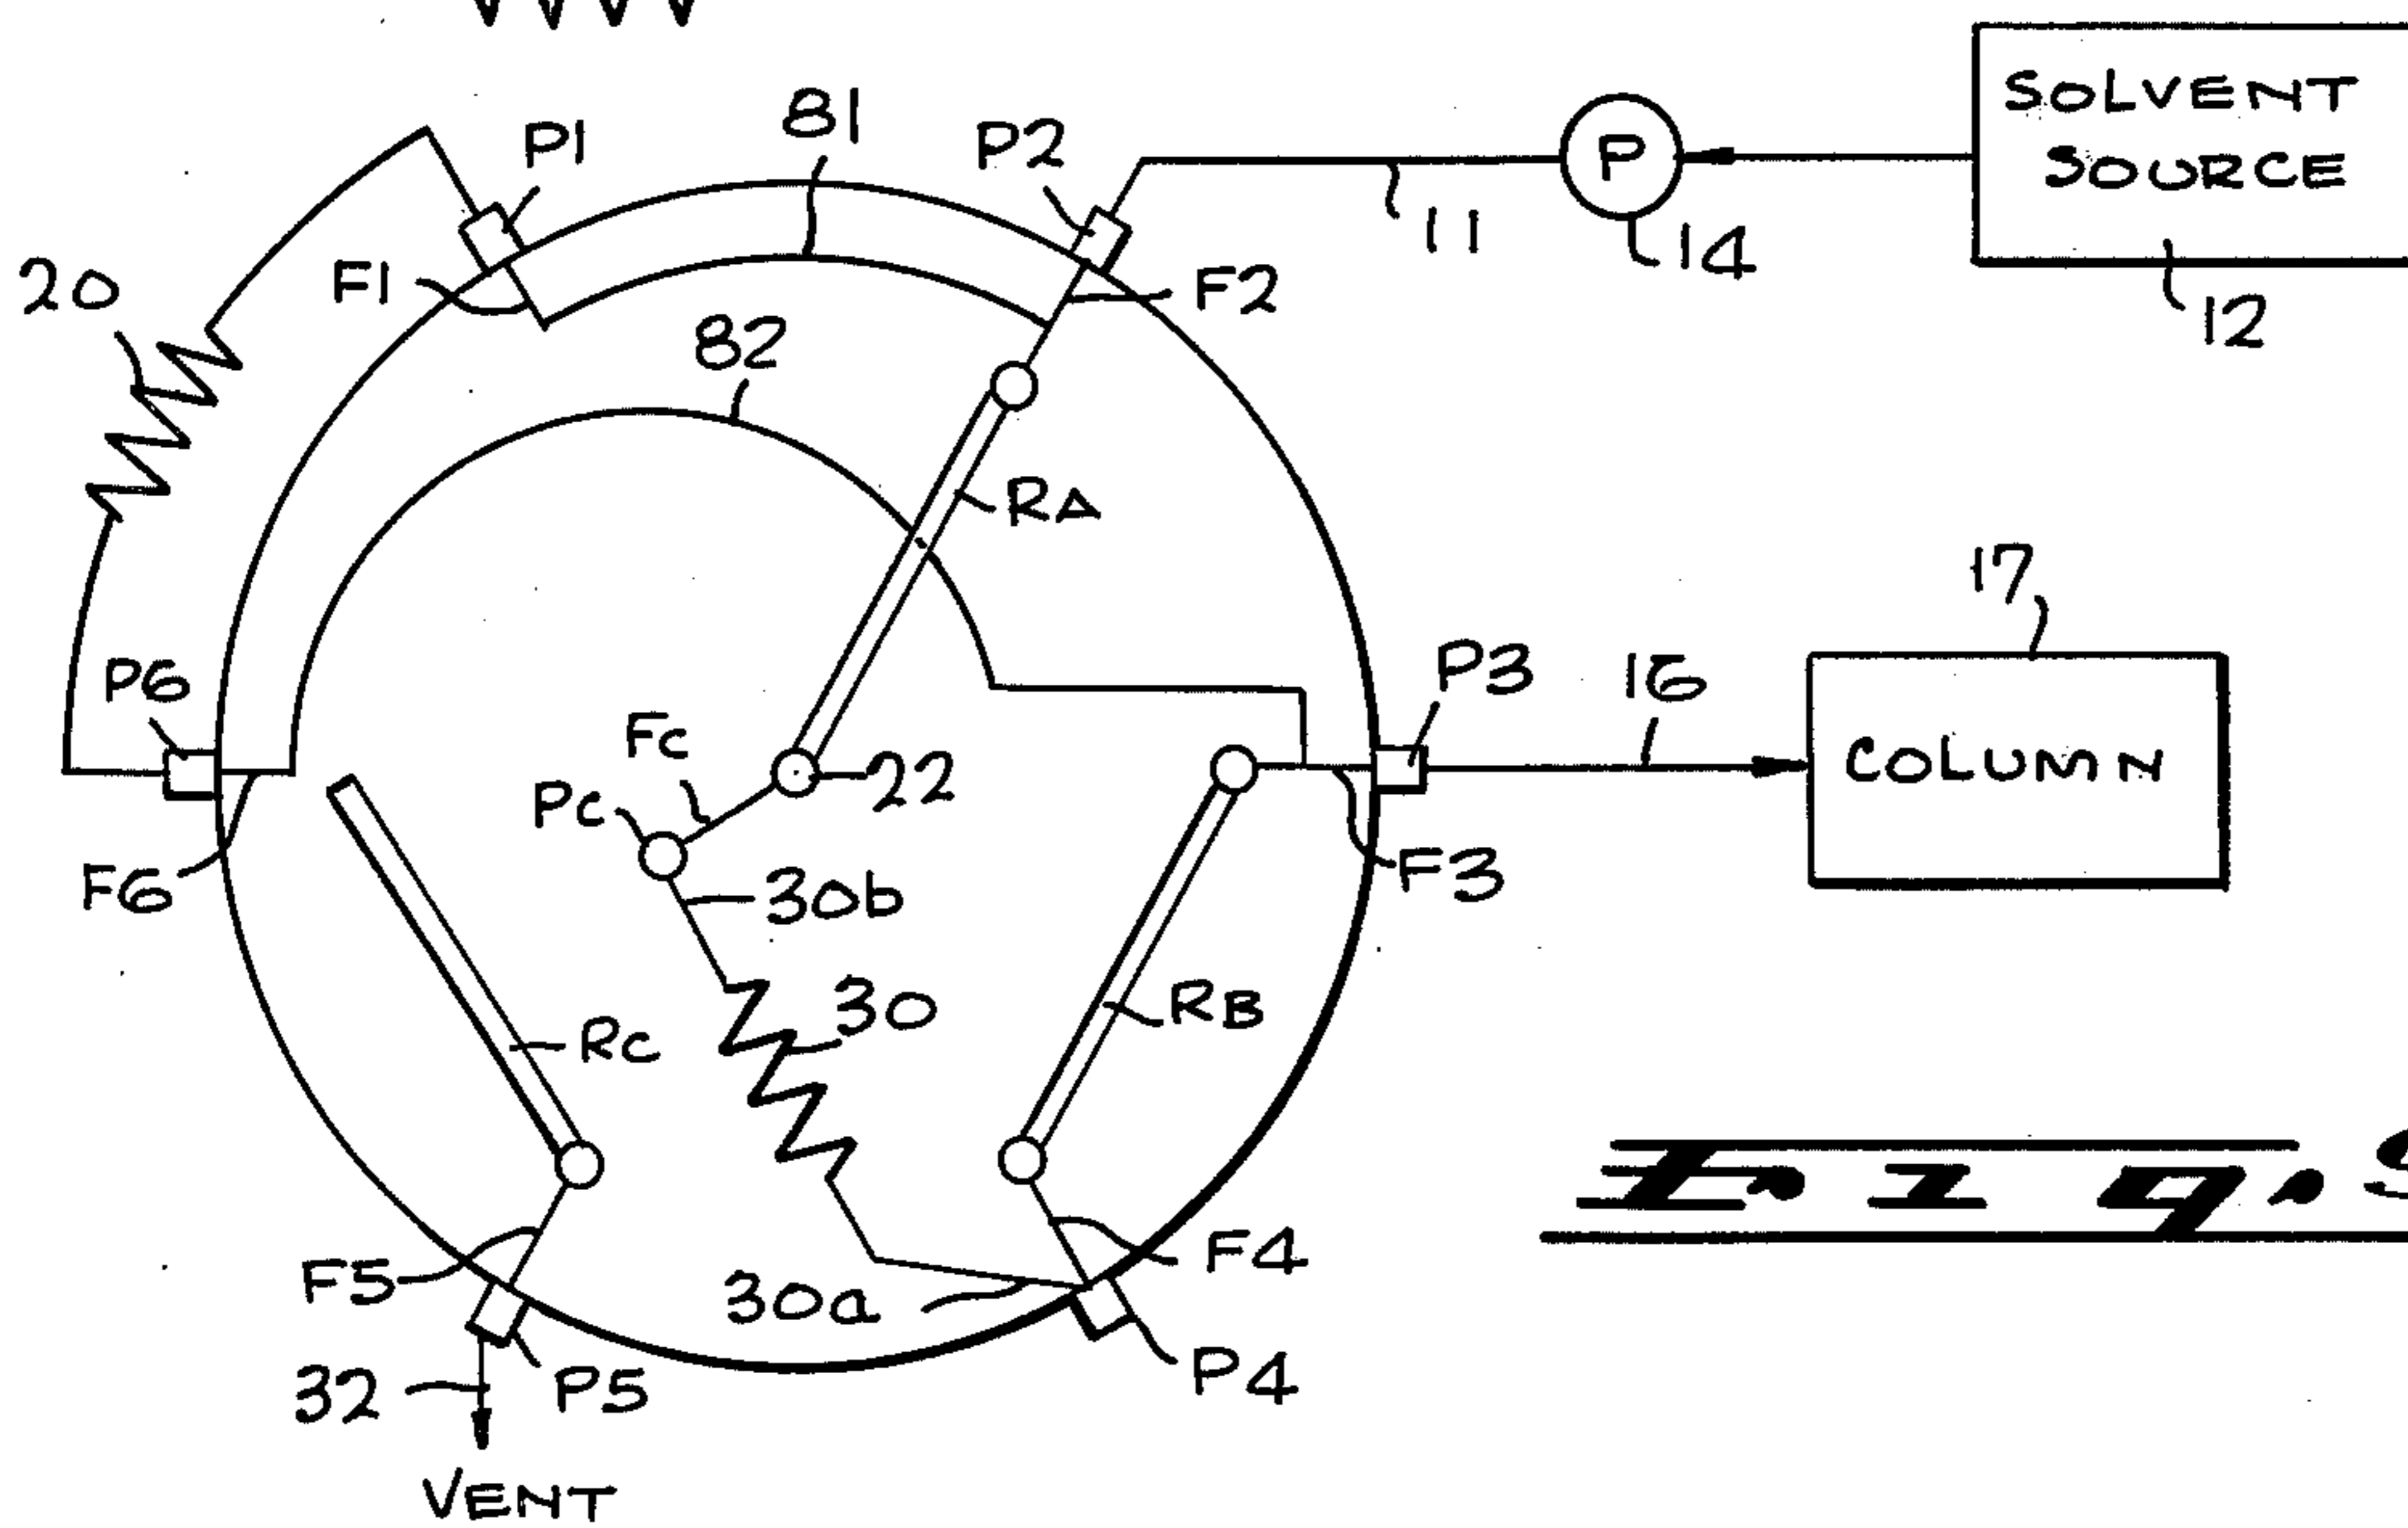 SOLVENT
SOURCE
12
P
14
11
81
P1
P2
F1
F2
20
82
RA
17
P3
16
COLUMN
P6
Fc
22
Pc
F3
F6
30b
30
RB
Rc
F4
F5
30a
P4
32
P5
VENT
Fig.